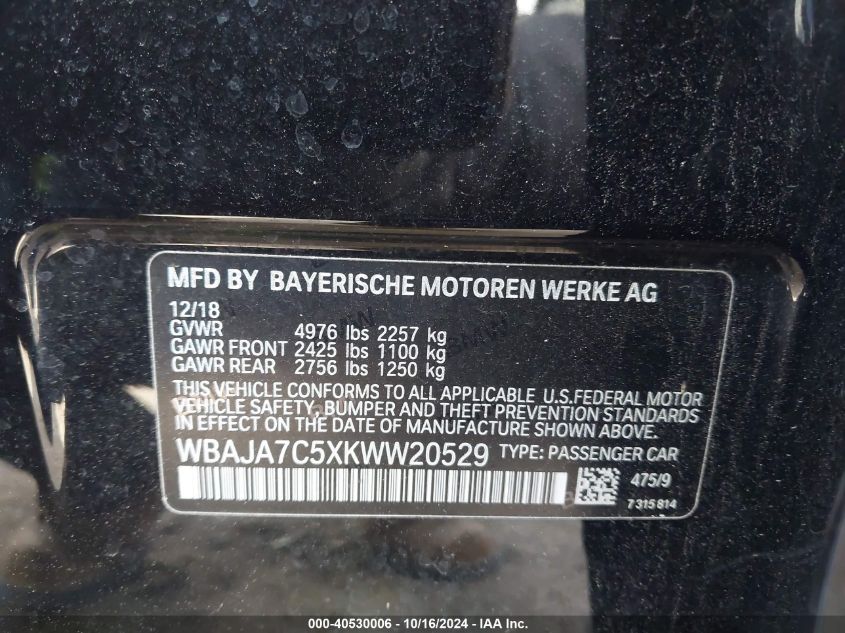 MFD BY BAYERISCHE MOTOREN WERKE AG
12/18
GVWR 4976 lbs 2257 kg
GAWR FRONT 2425 lbs 1100 kg
GAWR REAR 2756 lbs 1250 kg
THIS VEHICLE CONFORMS TO ALL APPLICABLE U.S.FEDERAL MOTOR
VEHICLE SAFETY, BUMPER AND THEFT PREVENTION STANDARDS
IN EFFECT ON THE DATE OF MANUFACTURE SHOWN ABOVE.
WBAJA7C5XKWW20529 TYPE: PASSENGER CAR
475/9
7315814
000-40530006 - 10/16/2024 - IAA Inc.